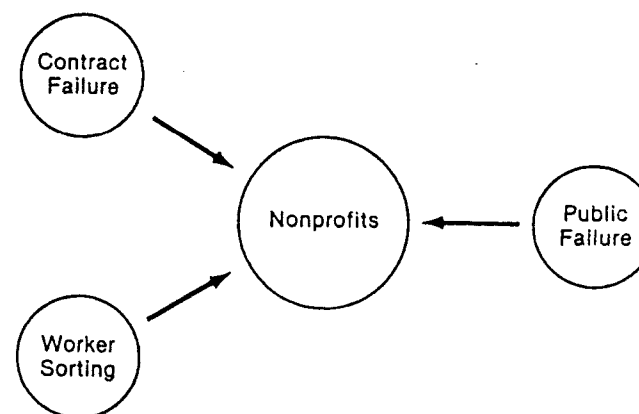 Contract
Failure
Nonprofits
Public
Failure
Worker
Sorting